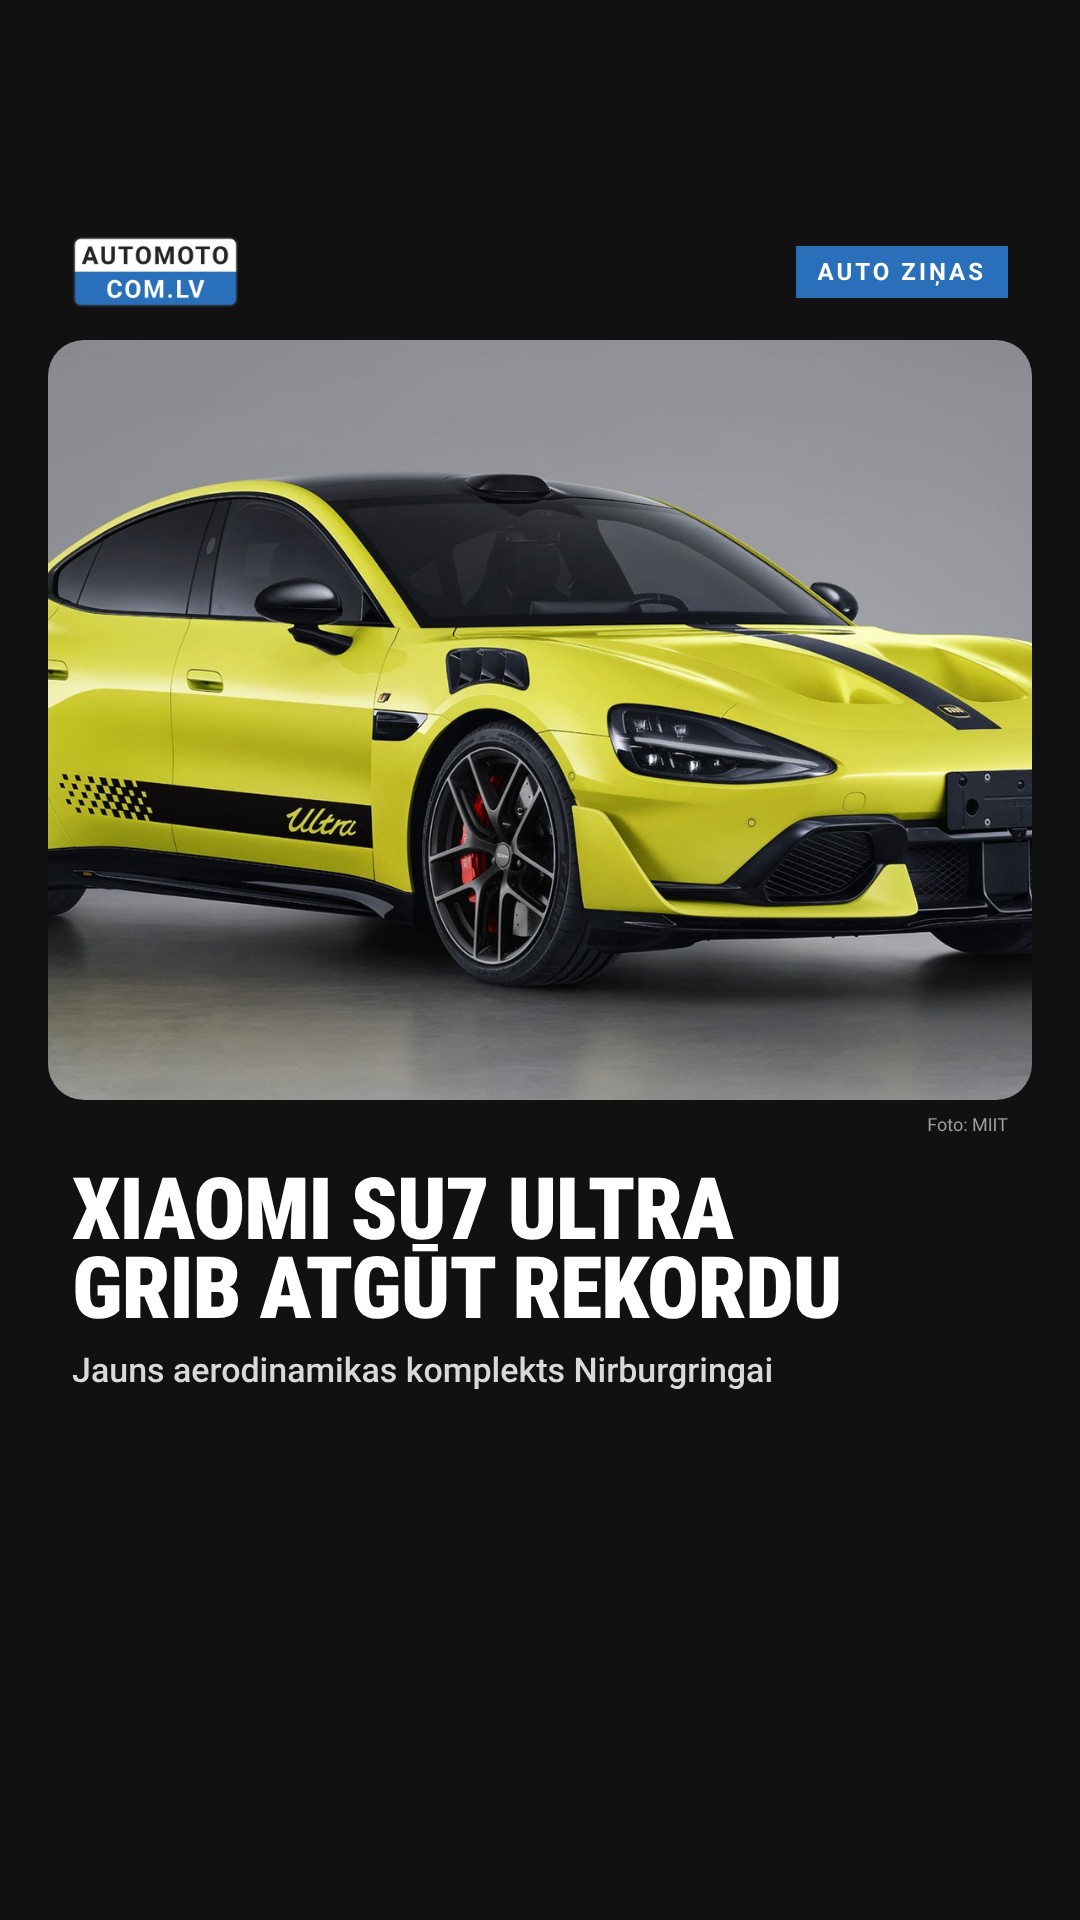 AUTOMOTO
COM.LV
AUTO ZIŅAS
Ultra
Foto: MIIT
XIAOMI SU7 ULTRA
GRIB ATGŪT REKORDU
Jauns aerodinamikas komplekts Nirburgringai